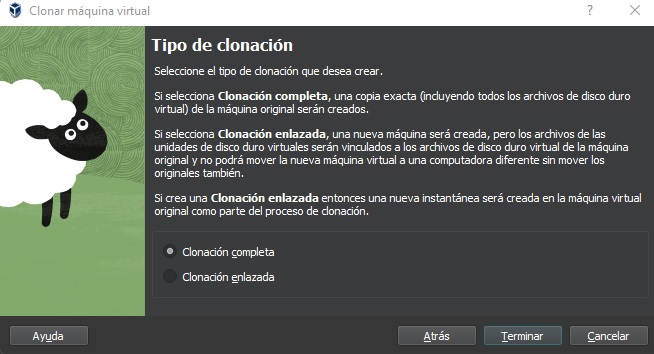 Clonar máquina virtual
Tipo de clonación
Seleccione el tipo de clonación que desea crear.
Si selecciona Clonación completa, una copia exacta (incluyendo todos los archivos de disco duro
virtual) de la máquina original serán creados.
Si selecciona Clonación enlazada, una nueva máquina será creada, pero los archivos de las
unidades de disco duro virtuales serán vinculados a los archivos de disco duro virtual de la máquina
original y no podrá mover la nueva máquina virtual a una computadora diferente sin mover los
originales también.
Si crea una Clonación enlazada entonces una nueva instantánea será creada en la máquina virtual
original como parte del proceso de clonación.
Clonación completa
Clonación enlazada
Ayuda
Atrás
Terminar
Cancelar